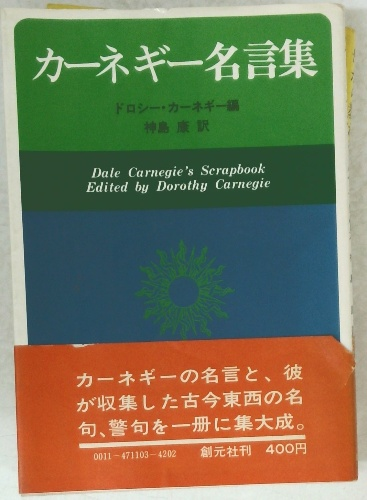 カーネギー名言集
ドロシー・カーネギー編
神島 康 訳
Dale Carnegie's Scrapbook
Edited by Dorothy Carnegie
カーネギーの名言と、彼
が収集した古今東西の名
句、警句を一冊に集大成。
0011-471103-4202 創元社刊 400円